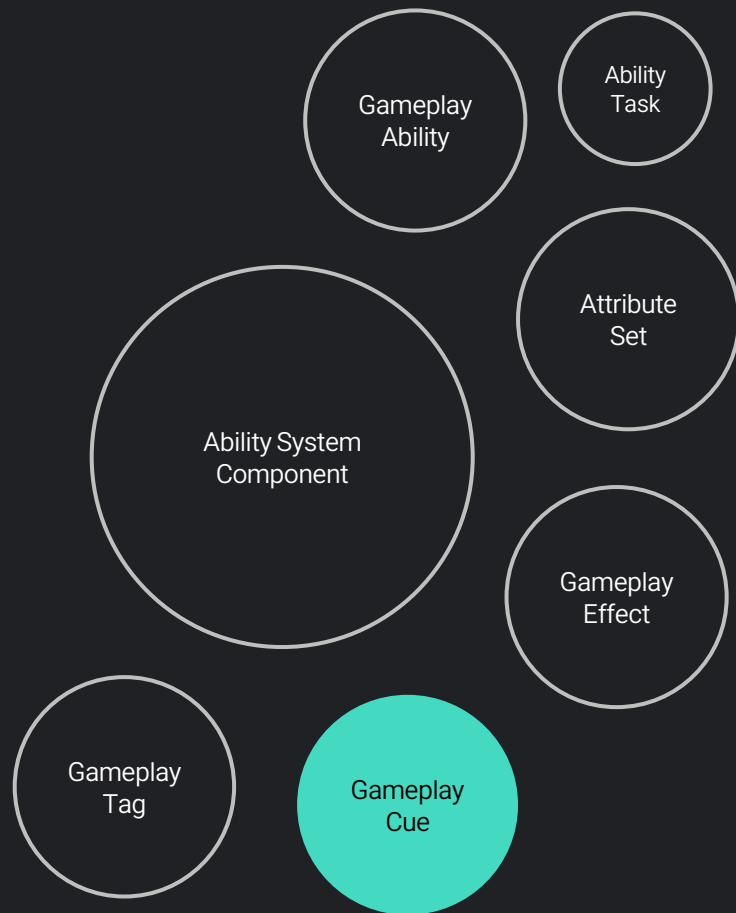 Gameplay
Ability
Ability
Task
Attribute
Set
Ability System
Component
Gameplay
Effect
Gameplay
Tag
Gameplay
Cue